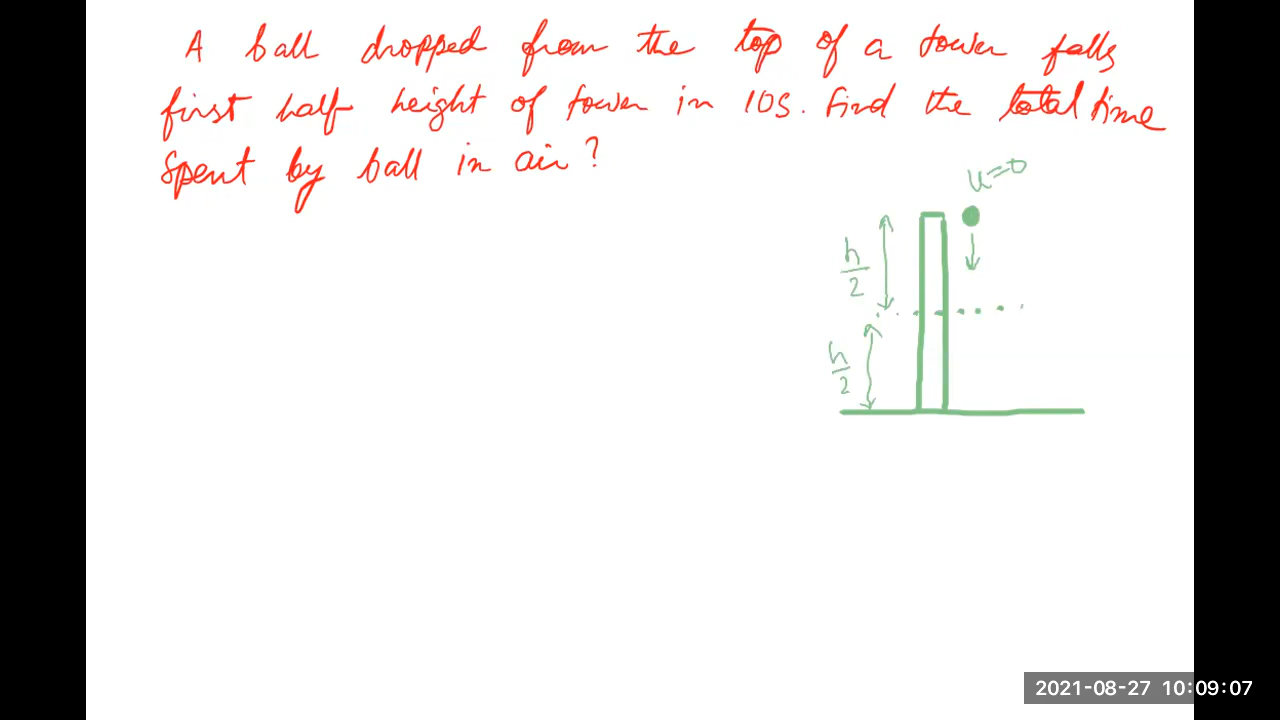 A ball dropped from the top of a tower falls
first half height of tower in 10s. Find the total time
spent by ball in air?
u=0
h/2
h/2
2021-08-27 10:09:07